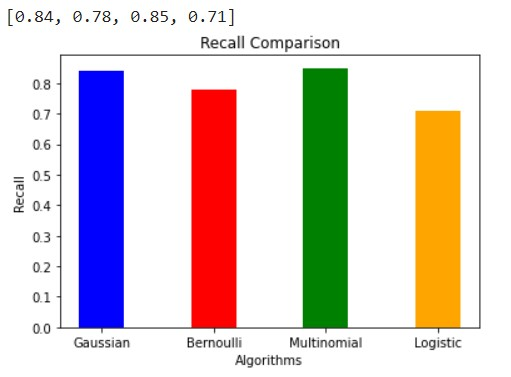 [0.84, 0.78, 0.85, 0.71]
Recall Comparison
0.8
0.7
0.6
0.5
0.4
0.3
0.2
0.1
0.0
Recall
Gaussian Bernoulli Multinomial Logistic
Algorithms